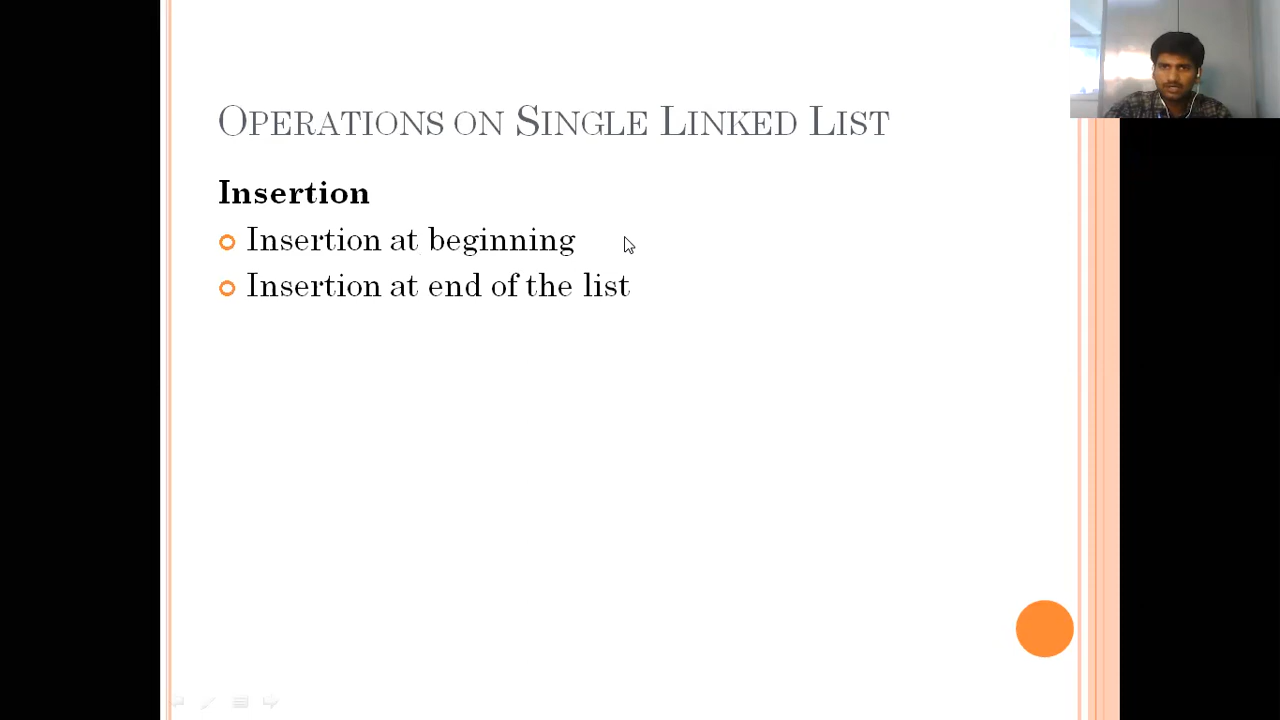 OPERATIONS ON SINGLE LINKED LIST
Insertion
Insertion at beginning
Insertion at end of the list